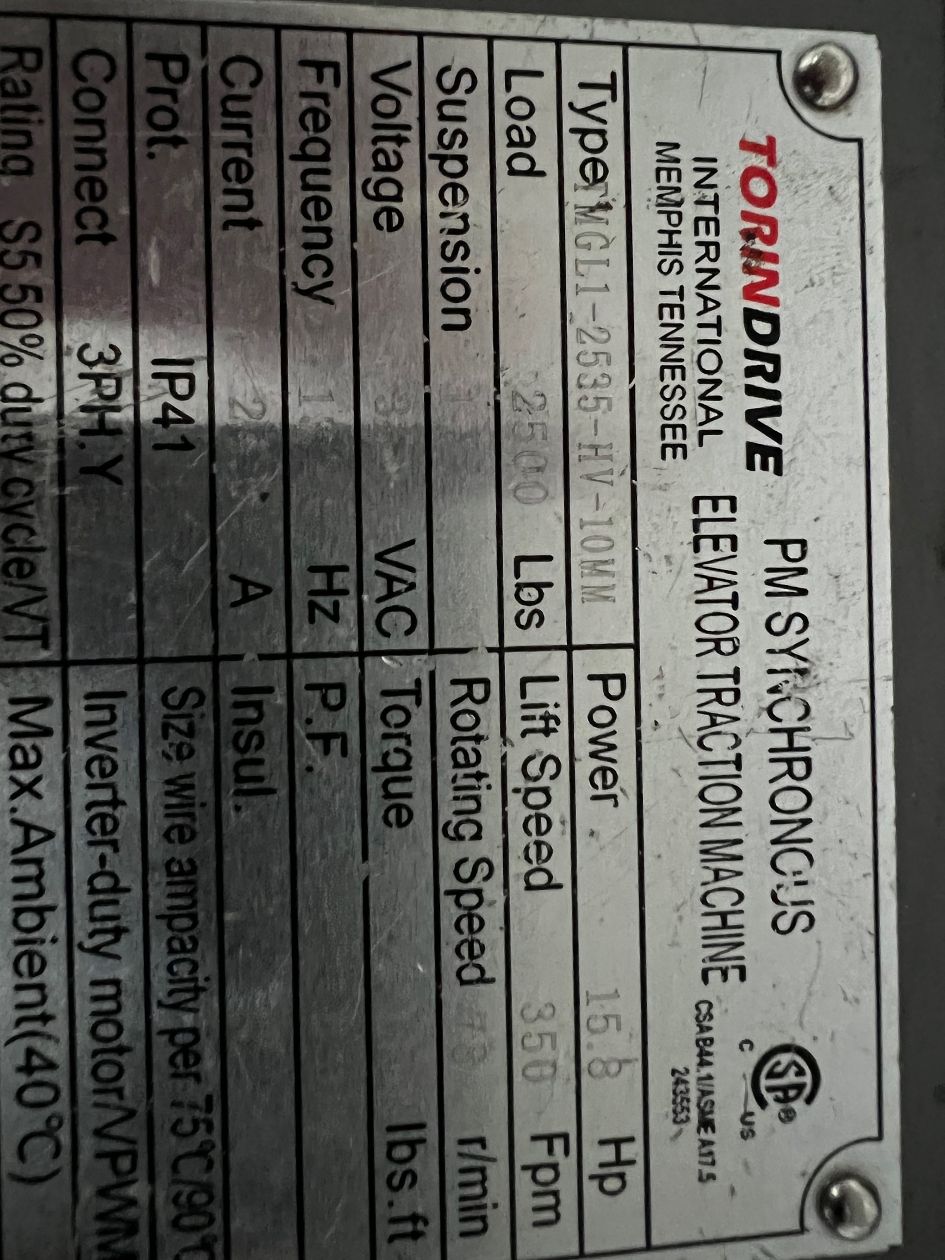 TORINDRIVE
INTERNATIONAL
MEMPHIS TENNESSEE
PM SYNCHRONOUS
ELEVATOR TRACTION MACHINE
CSA®
C US
CSA B44.1/ASME A17.5
243553
Type TMGL1-2535-HV-10MM Power 15.8 Hp
Load 2500 Lbs Lift Speed 350 Fpm
Suspension Rotating Speed r/min
Voltage VAC Torque lbs.ft
Frequency Hz P.F.
Current A Insul.
Prot. IP41 Size wire ampacity per 75℃/90℃
Connect 3PH.Y Inverter-duty motor/VPWM
Rating S5 50% duty cycle/VT Max.Ambient(40℃)